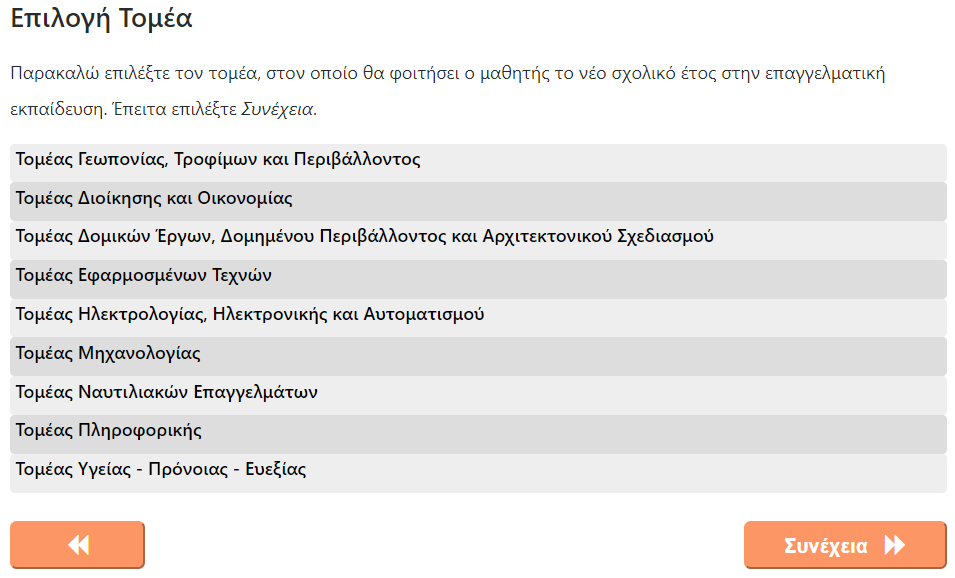 Επιλογή Τομέα
Παρακαλώ επιλέξτε τον τομέα, στον οποίο θα φοιτήσει ο μαθητής το νέο σχολικό έτος στην επαγγελματική
εκπαίδευση. Έπειτα επιλέξτε Συνέχεια.
Τομέας Γεωπονίας, Τροφίμων και Περιβάλλοντος
Τομέας Διοίκησης και Οικονομίας
Τομέας Δομικών Έργων, Δομημένου Περιβάλλοντος και Αρχιτεκτονικού Σχεδιασμού
Τομέας Εφαρμοσμένων Τεχνών
Τομέας Ηλεκτρολογίας, Ηλεκτρονικής και Αυτοματισμού
Τομέας Μηχανολογίας
Τομέας Ναυτιλιακών Επαγγελμάτων
Τομέας Πληροφορικής
Τομέας Υγείας - Πρόνοιας - Ευεξίας
Συνέχεια